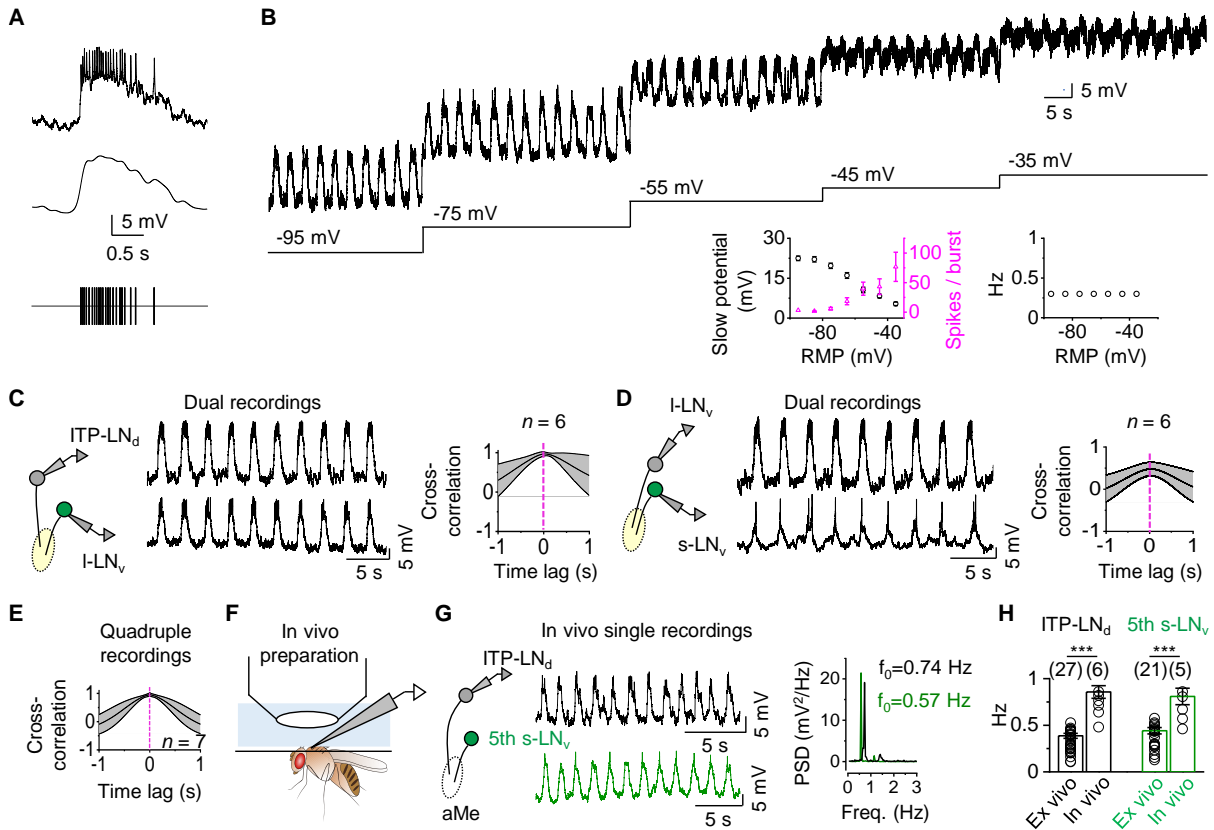 A
5 mV
0.5 s
B
5 mV
5 s
-95 mV
-75 mV
-55 mV
-45 mV
-35 mV
Slow potential
(mV)
30
15
0
100
50
0
Spikes / burst
-80
-40
RMP (mV)
Hz
1
0.5
0
-80
-40
RMP (mV)
C
Dual recordings
ITP-LNd
l-LNv
5 s
5 mV
n = 6
Cross-
correlation
1
0
-1
-1
0
1
Time lag (s)
D
l-LNv
Dual recordings
s-LNv
5 s
5 mV
n = 6
Cross-
correlation
1
0
-1
-1
0
1
Time lag (s)
E
Quadruple
recordings
Cross-
correlation
1
0
-1
n = 7
-1
0
1
Time lag (s)
F
In vivo
preparation
G
In vivo single recordings
ITP-LNd
5th s-LNv
aMe
5 s
5 mV
5 s
5 mV
PSD (mV²/Hz)
30
20
10
0
f0=0.74 Hz
f0=0.57 Hz
0 1 2 3
Freq. (Hz)
H
ITP-LNd
5th s-LNv
***
***
(27)
(6)
(21)
(5)
Hz
1
0.5
0
Ex vivo
In vivo
Ex vivo
In vivo